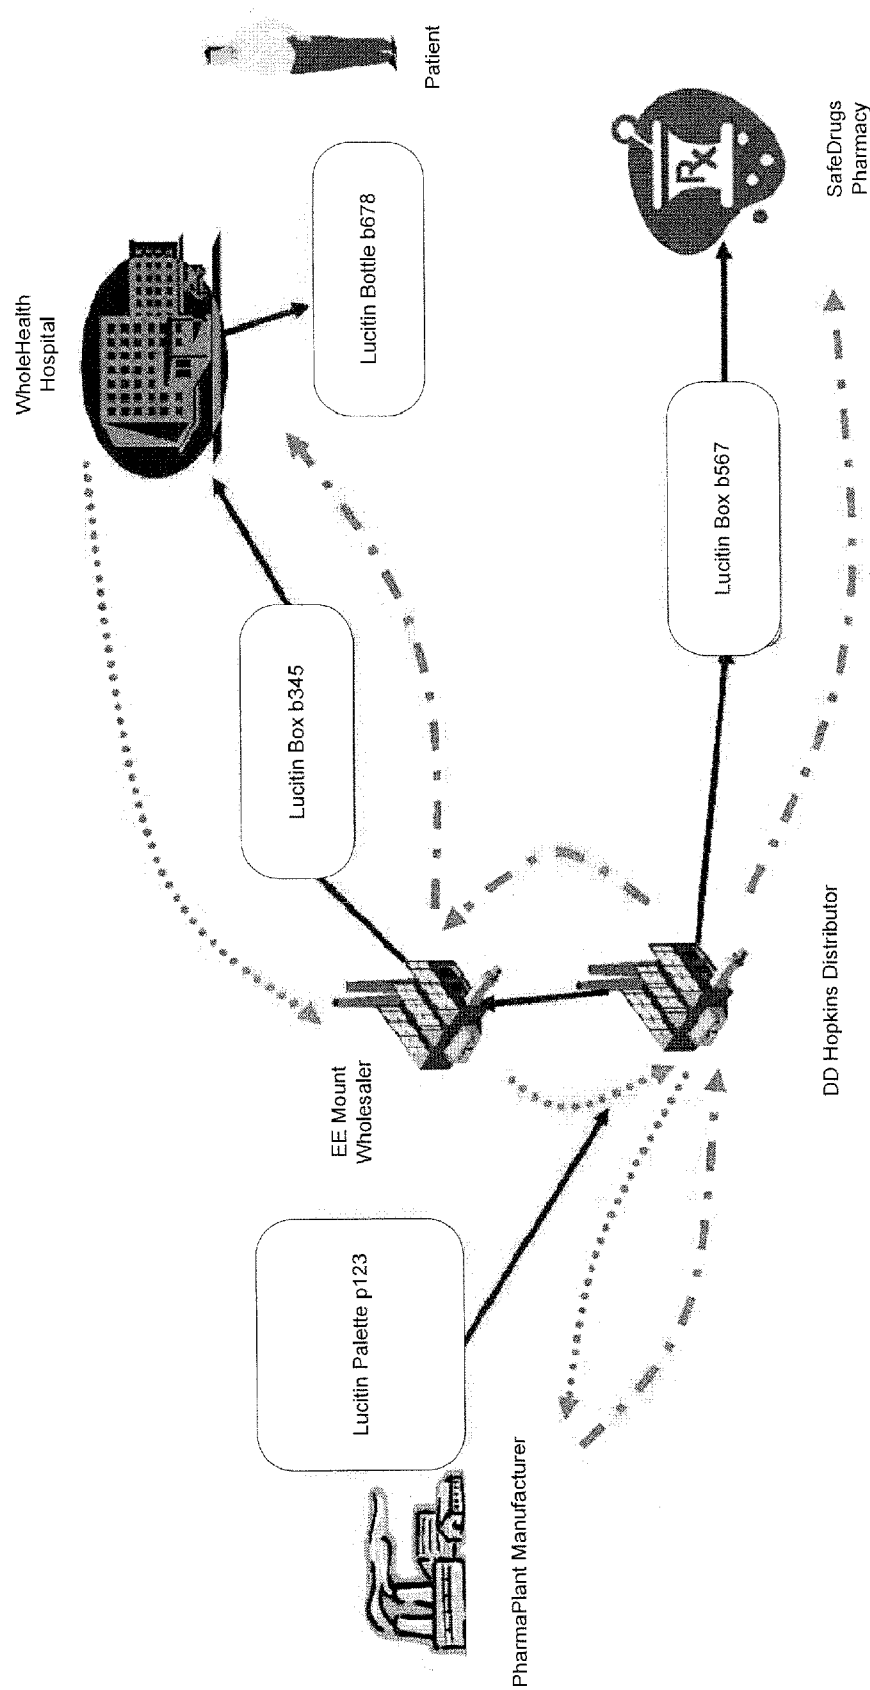 WholeHealth
Hospital
Patient
Lucitin Bottle b678
Lucitin Box b345
EE Mount
Wholesaler
Lucitin Palette p123
PharmaPlant Manufacturer
DD Hopkins Distributor
Lucitin Box b567
Rx
SafeDrugs
Pharmacy